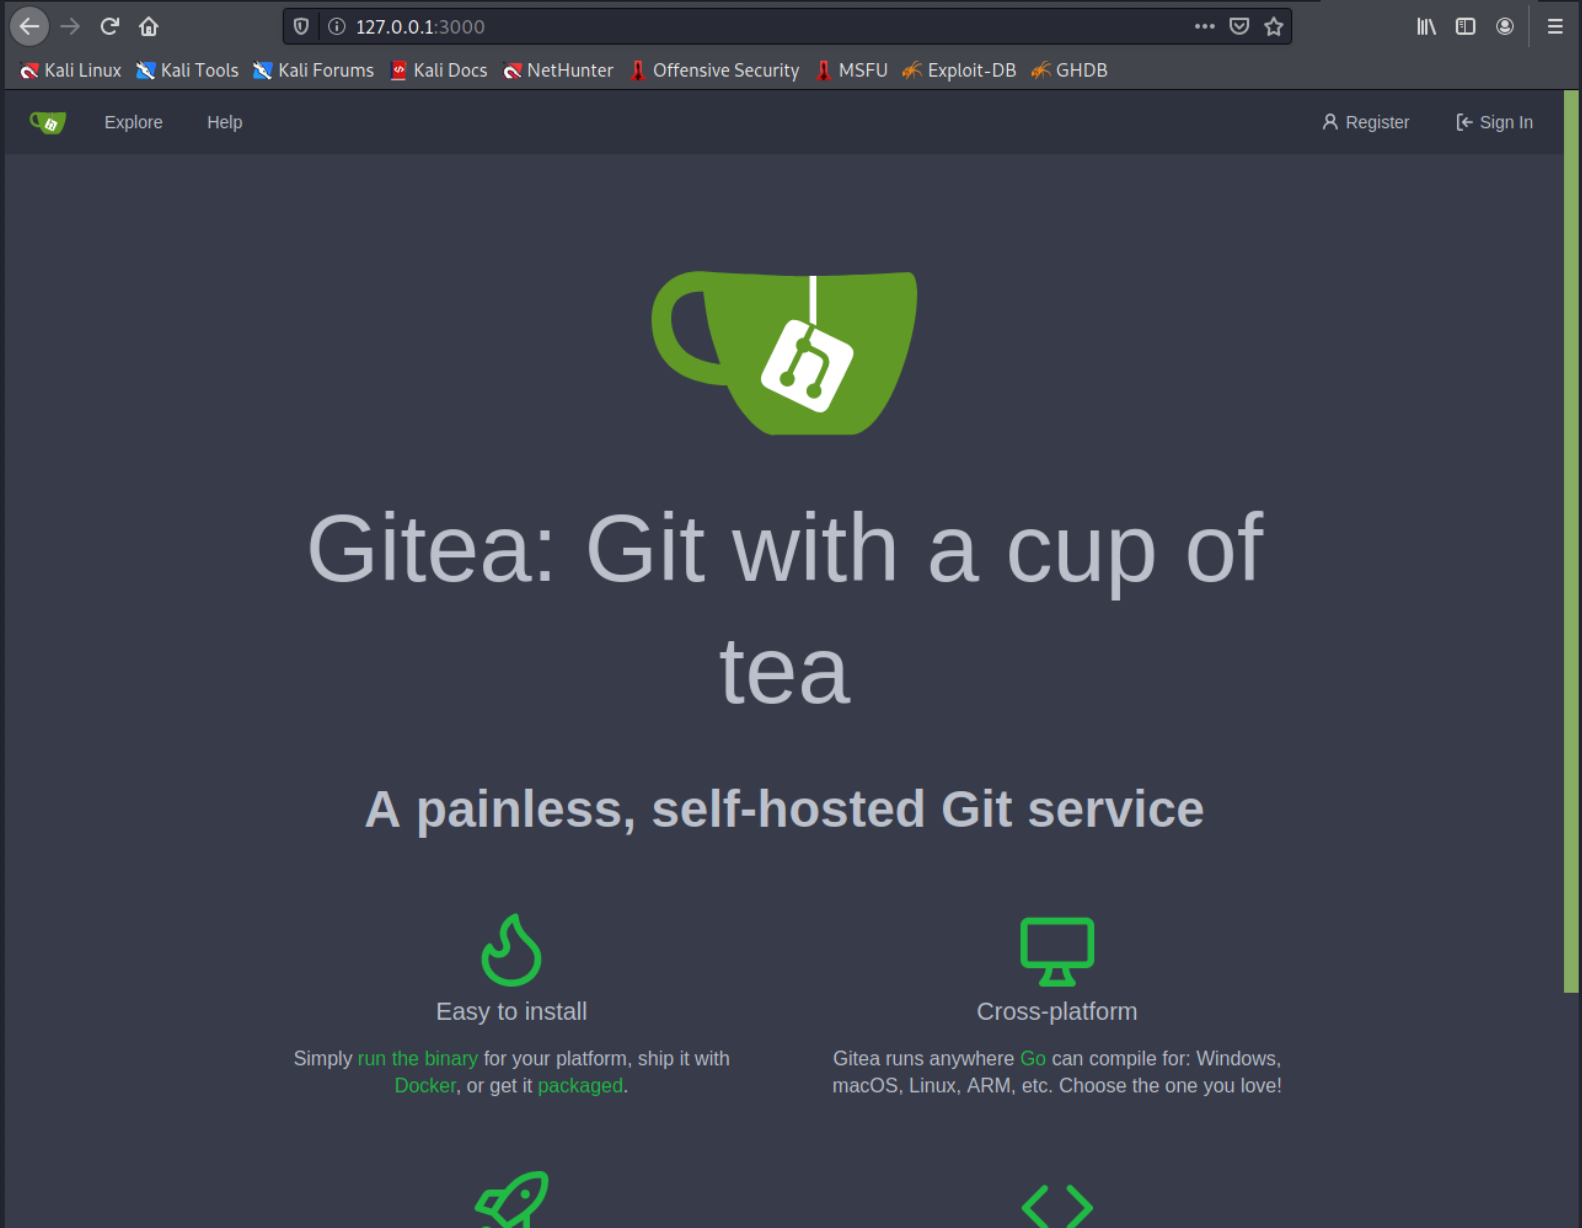 127.0.0.1:3000
Kali Linux Kali Tools Kali Forums Kali Docs NetHunter Offensive Security MSFU Exploit-DB GHDB
Explore Help Register Sign In
Gitea: Git with a cup of
tea
A painless, self-hosted Git service
Easy to install
Simply run the binary for your platform, ship it with
Docker, or get it packaged.
Cross-platform
Gitea runs anywhere Go can compile for: Windows,
macOS, Linux, ARM, etc. Choose the one you love!